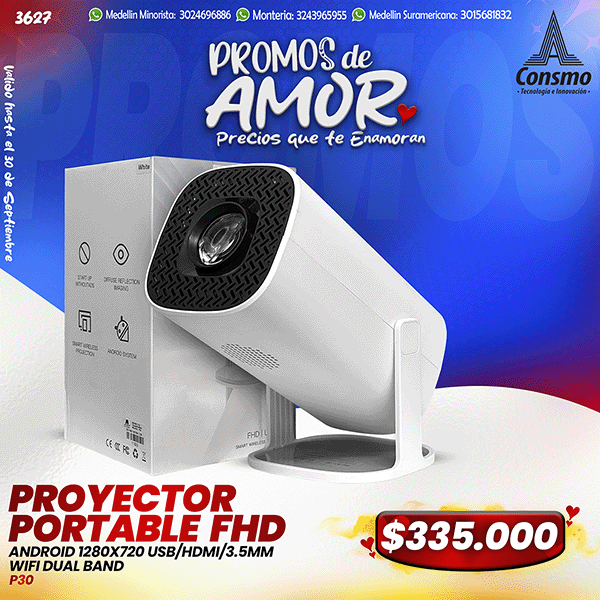 3627
Medellin Minorista: 3024696886
Monteria: 3243965955
Medellin Suramericana: 3015681832
Valido hasta el 30 de Septiembre
PROMOS de
AMOR
Precios que te Enamoran
Consmo
• Tecnología e Innovación •
PROMOS
White
START-UP
WITHOUT ADS
DIFFUSE REFLECTION
IMAGING
SMART WIRELESS
PROJECTION
ANDROID SYSTEM
FHD
SMART WIRELESS
PROYECTOR
PORTABLE FHD
ANDROID 1280X720 USB/HDMI/3.5MM
WIFI DUAL BAND
P30
$335.000